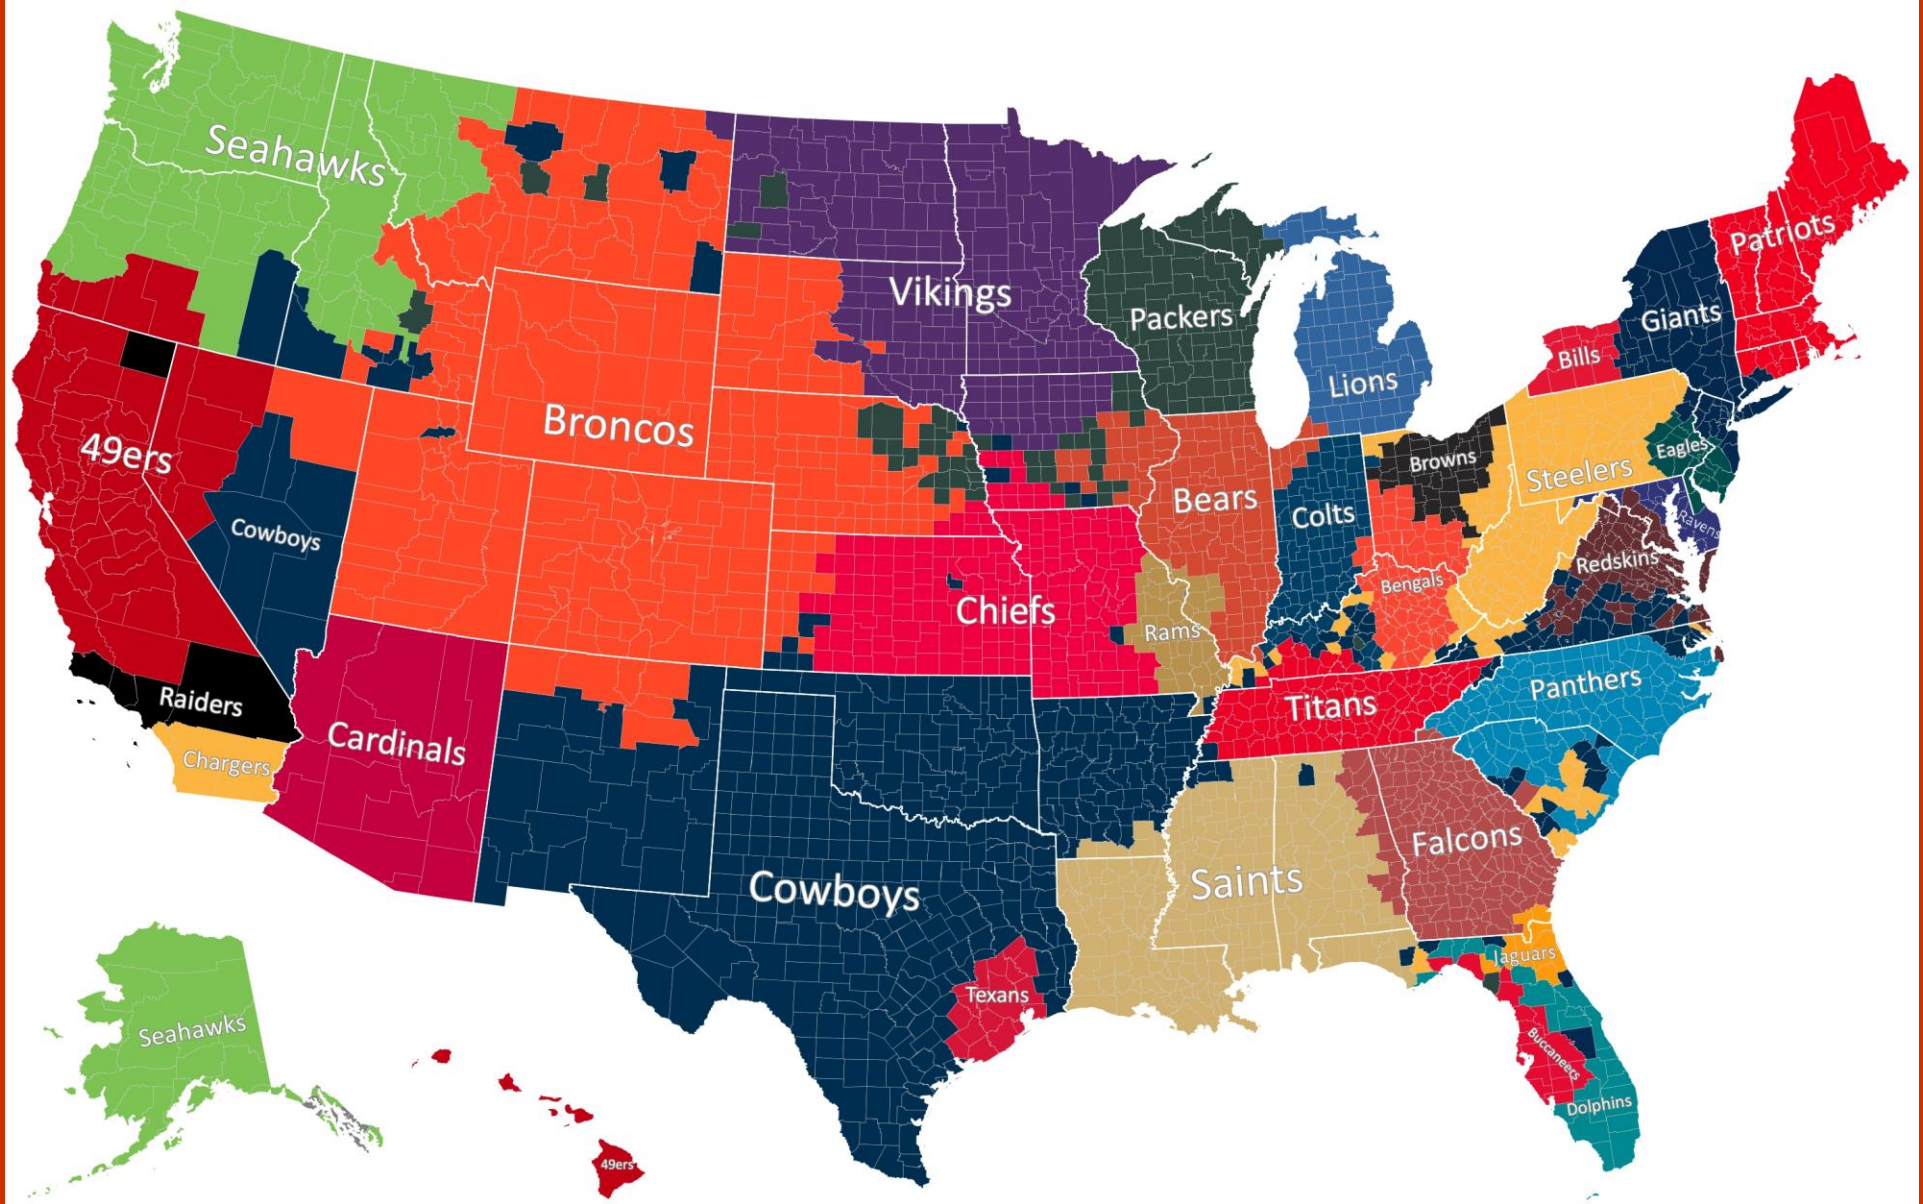 Seahawks
Vikings
Packers
Patriots
Giants
Bills
Lions
Broncos
49ers
Browns
Steelers
Eagles
Bears
Colts
Ravens
Cowboys
Redskins
Chiefs
Bengals
Rams
Raiders
Titans
Panthers
Cardinals
Chargers
Falcons
Cowboys
Saints
Jaguars
Texans
Seahawks
Buccaneers
Dolphins
49ers